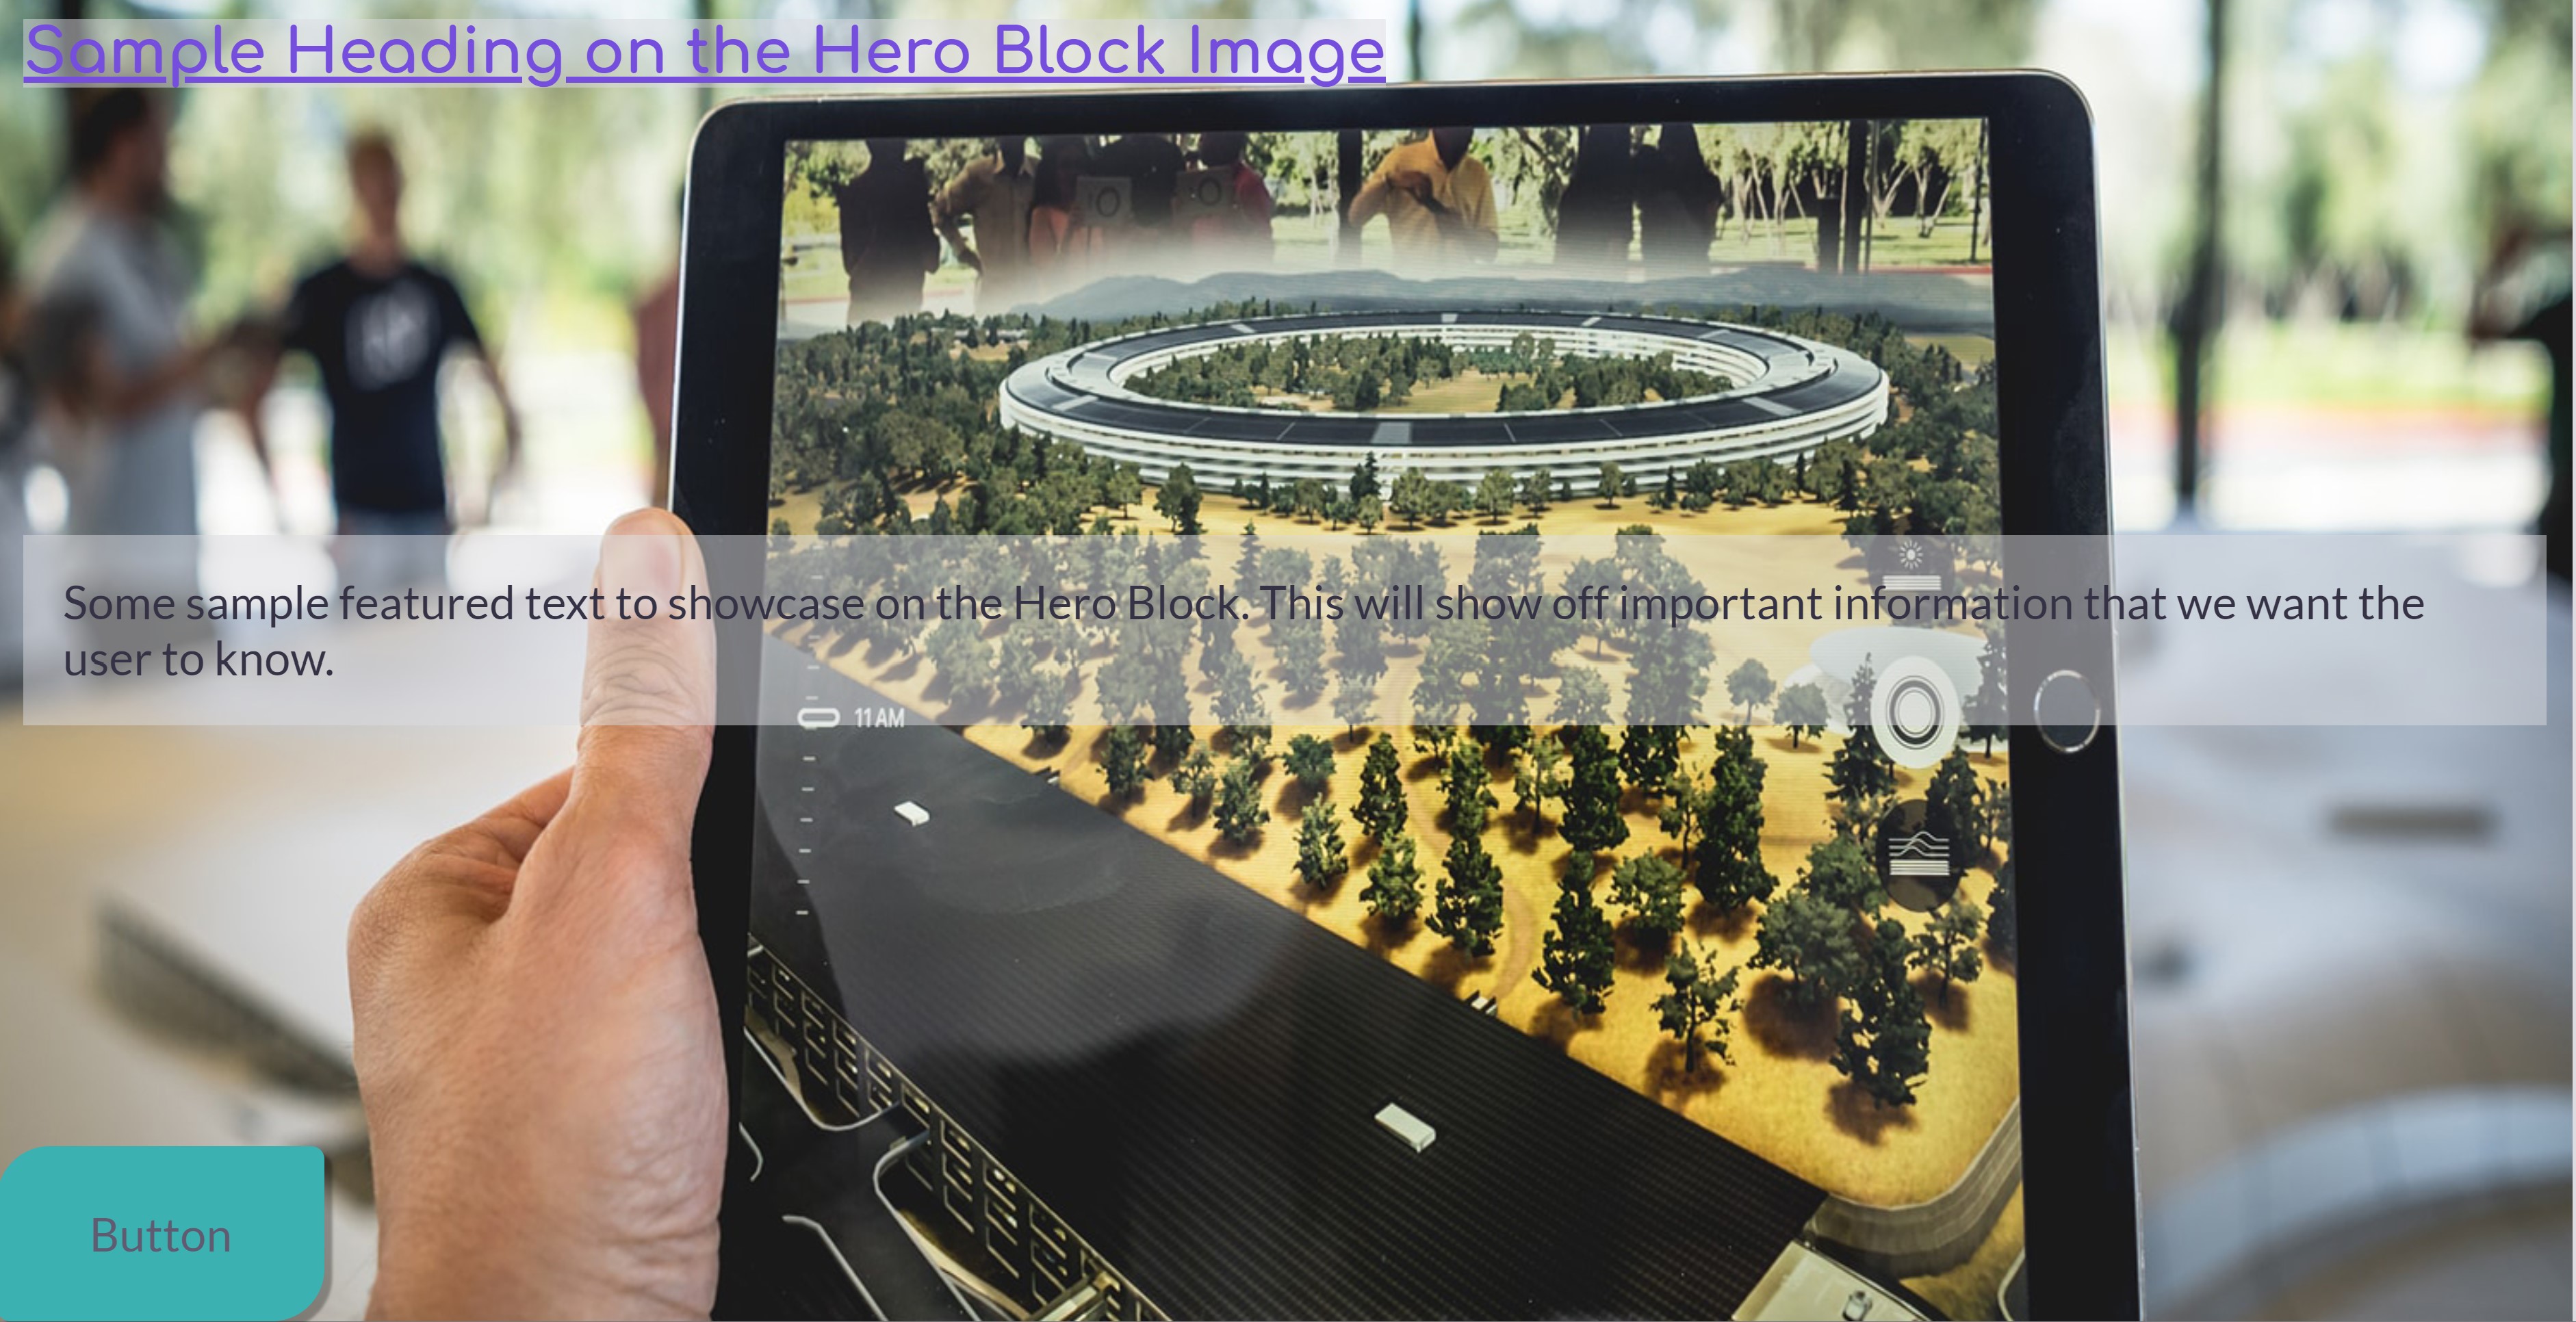 Sample Heading on the Hero Block Image
Some sample featured text to showcase on the Hero Block. This will show off important information that we want the
user to know.
11 AM
Button